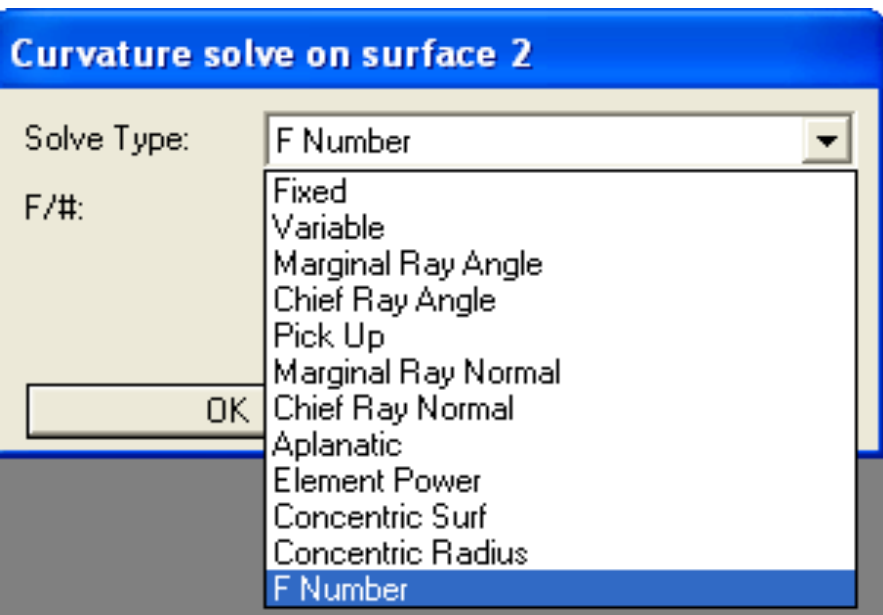 Curvature solve on surface 2
Solve Type: F Number
F/#:
Fixed
Variable
Marginal Ray Angle
Chief Ray Angle
Pick Up
Marginal Ray Normal
Chief Ray Normal
Aplanatic
Element Power
Concentric Surf
Concentric Radius
F Number
OK